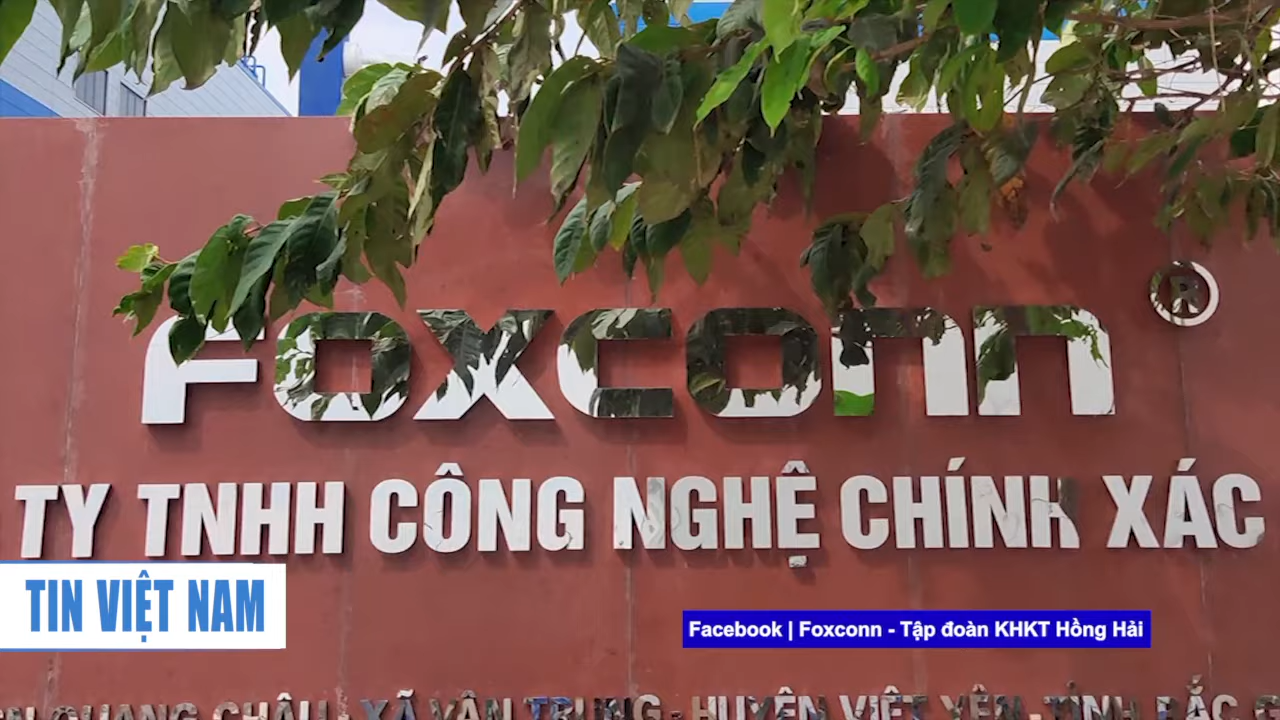 FOXCONN ®
TY TNHH CÔNG NGHỆ CHÍNH XÁC
TIN VIỆT NAM
Facebook | Foxconn - Tập đoàn KHKT Hồng Hải
QUANG CHÂU - XÃ VÂN TRUNG - HUYỆN VIỆT YÊN - TỈNH BẮC